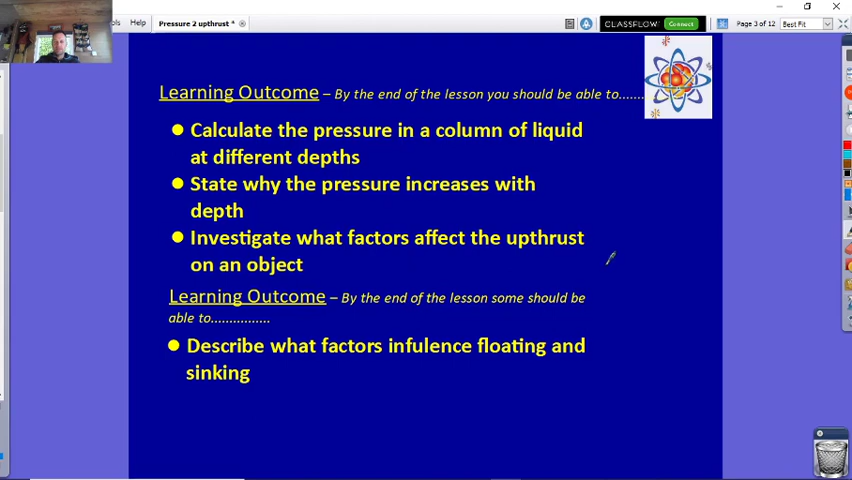 ols Help Pressure 2 upthrust * CLASSFLOW Connect Page 3 of 12 Best Fit
Learning Outcome – By the end of the lesson you should be able to.......
Calculate the pressure in a column of liquid
at different depths
State why the pressure increases with
depth
Investigate what factors affect the upthrust
on an object
Learning Outcome – By the end of the lesson some should be
able to...............
Describe what factors infulence floating and
sinking